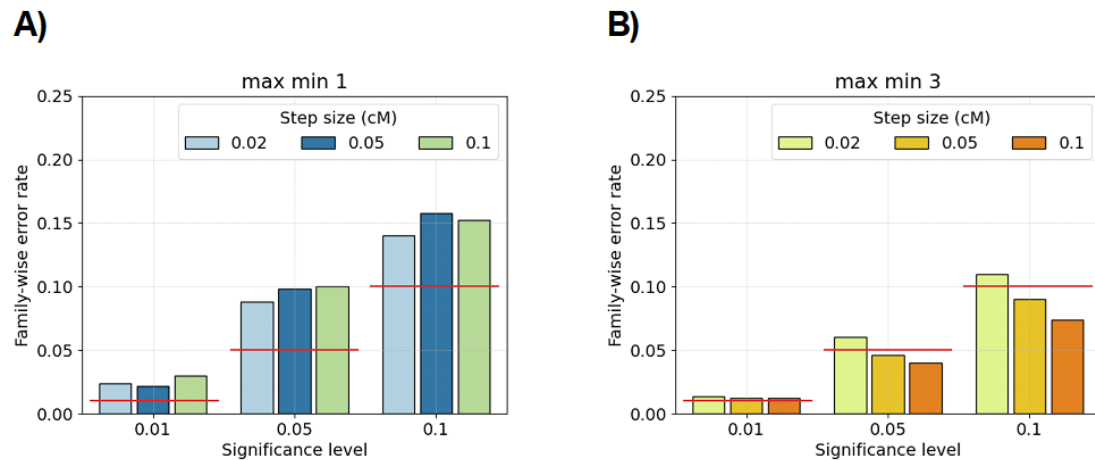 A)
max min 1
Step size (cM)
0.02 0.05 0.1
0.25
0.20
0.15
0.10
0.05
0.00
Family-wise error rate
0.01 0.05 0.1
Significance level
B)
max min 3
Step size (cM)
0.02 0.05 0.1
0.25
0.20
0.15
0.10
0.05
0.00
Family-wise error rate
0.01 0.05 0.1
Significance level